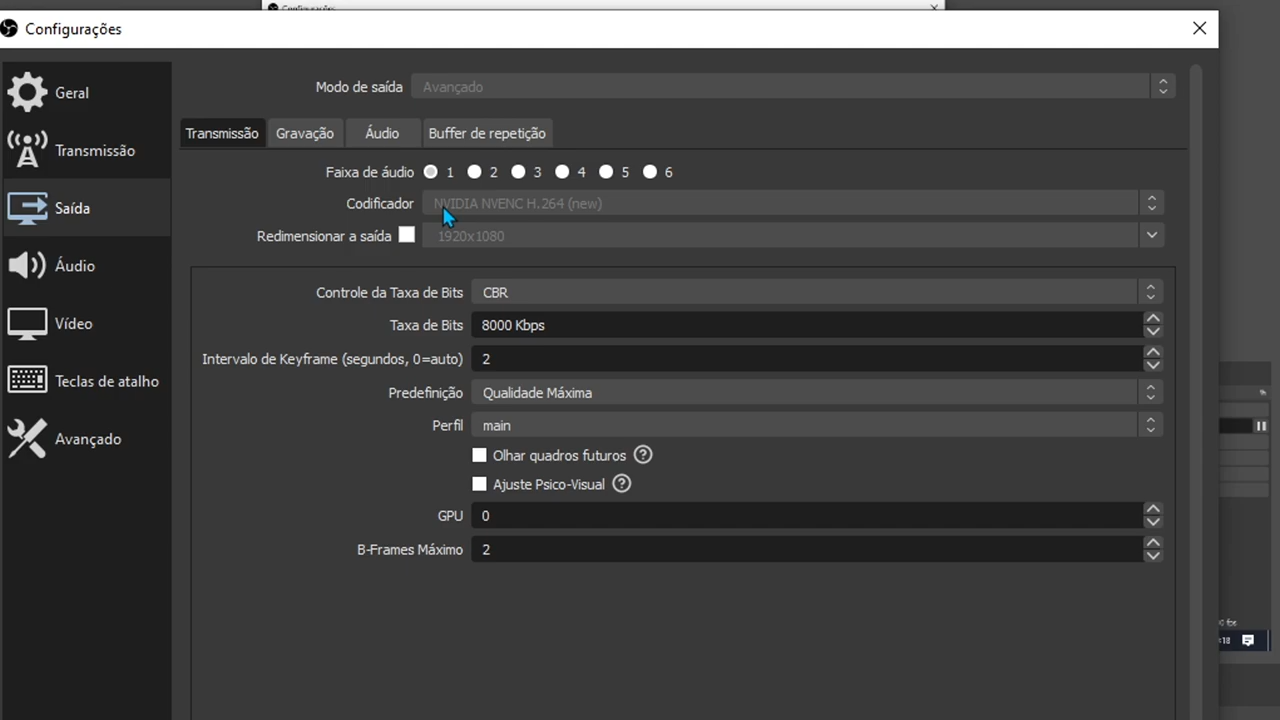 Configurações
Geral
Transmissão
Saída
Áudio
Vídeo
Teclas de atalho
Avançado
Modo de saída Avançado
Transmissão Gravação Áudio Buffer de repetição
Faixa de áudio 1 2 3 4 5 6
Codificador NVIDIA NVENC H.264 (new)
Redimensionar a saída 1920x1080
Controle da Taxa de Bits CBR
Taxa de Bits 8000 Kbps
Intervalo de Keyframe (segundos, 0=auto) 2
Predefinição Qualidade Máxima
Perfil main
Olhar quadros futuros ?
Ajuste Psico-Visual ?
GPU 0
B-Frames Máximo 2
fps
:18